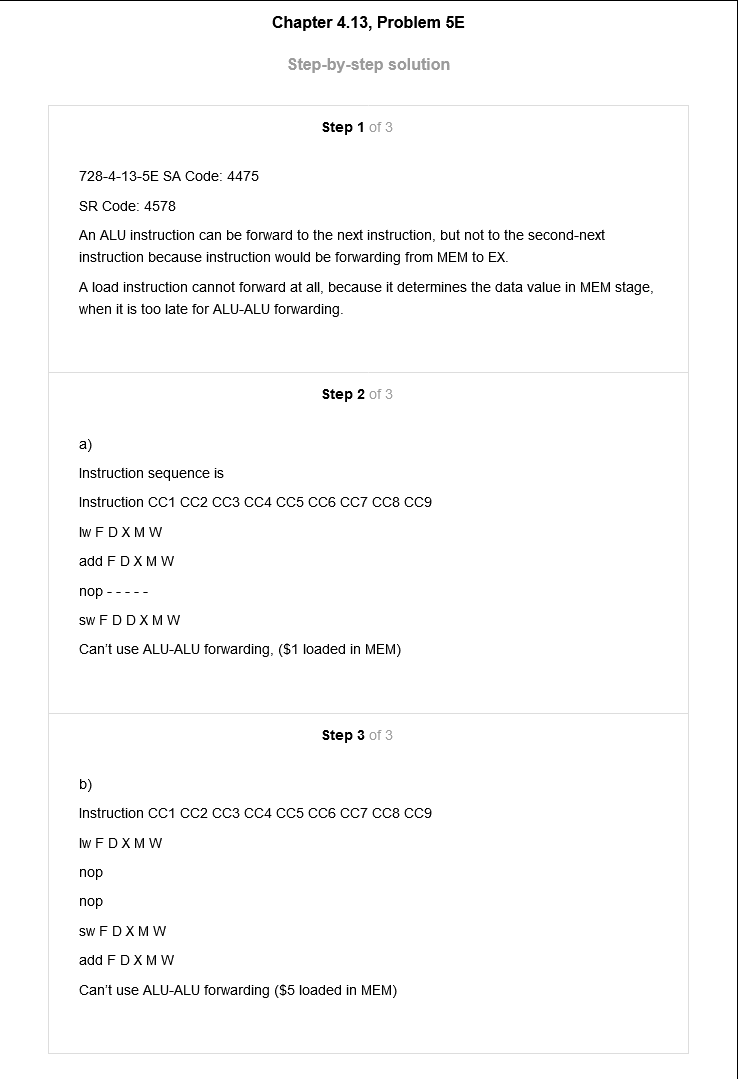 Chapter 4.13, Problem 5E
Step-by-step solution
Step 1 of 3
728-4-13-5E SA Code: 4475
SR Code: 4578
An ALU instruction can be forward to the next instruction, but not to the second-next
instruction because instruction would be forwarding from MEM to EX.
A load instruction cannot forward at all, because it determines the data value in MEM stage,
when it is too late for ALU-ALU forwarding.
Step 2 of 3
a)
Instruction sequence is
Instruction CC1 CC2 CC3 CC4 CC5 CC6 CC7 CC8 CC9
lw F D X M W
add F D X M W
nop - - - - -
sw F D D X M W
Can't use ALU-ALU forwarding, ($1 loaded in MEM)
Step 3 of 3
b)
Instruction CC1 CC2 CC3 CC4 CC5 CC6 CC7 CC8 CC9
lw F D X M W
nop
nop
sw F D X M W
add F D X M W
Can't use ALU-ALU forwarding ($5 loaded in MEM)